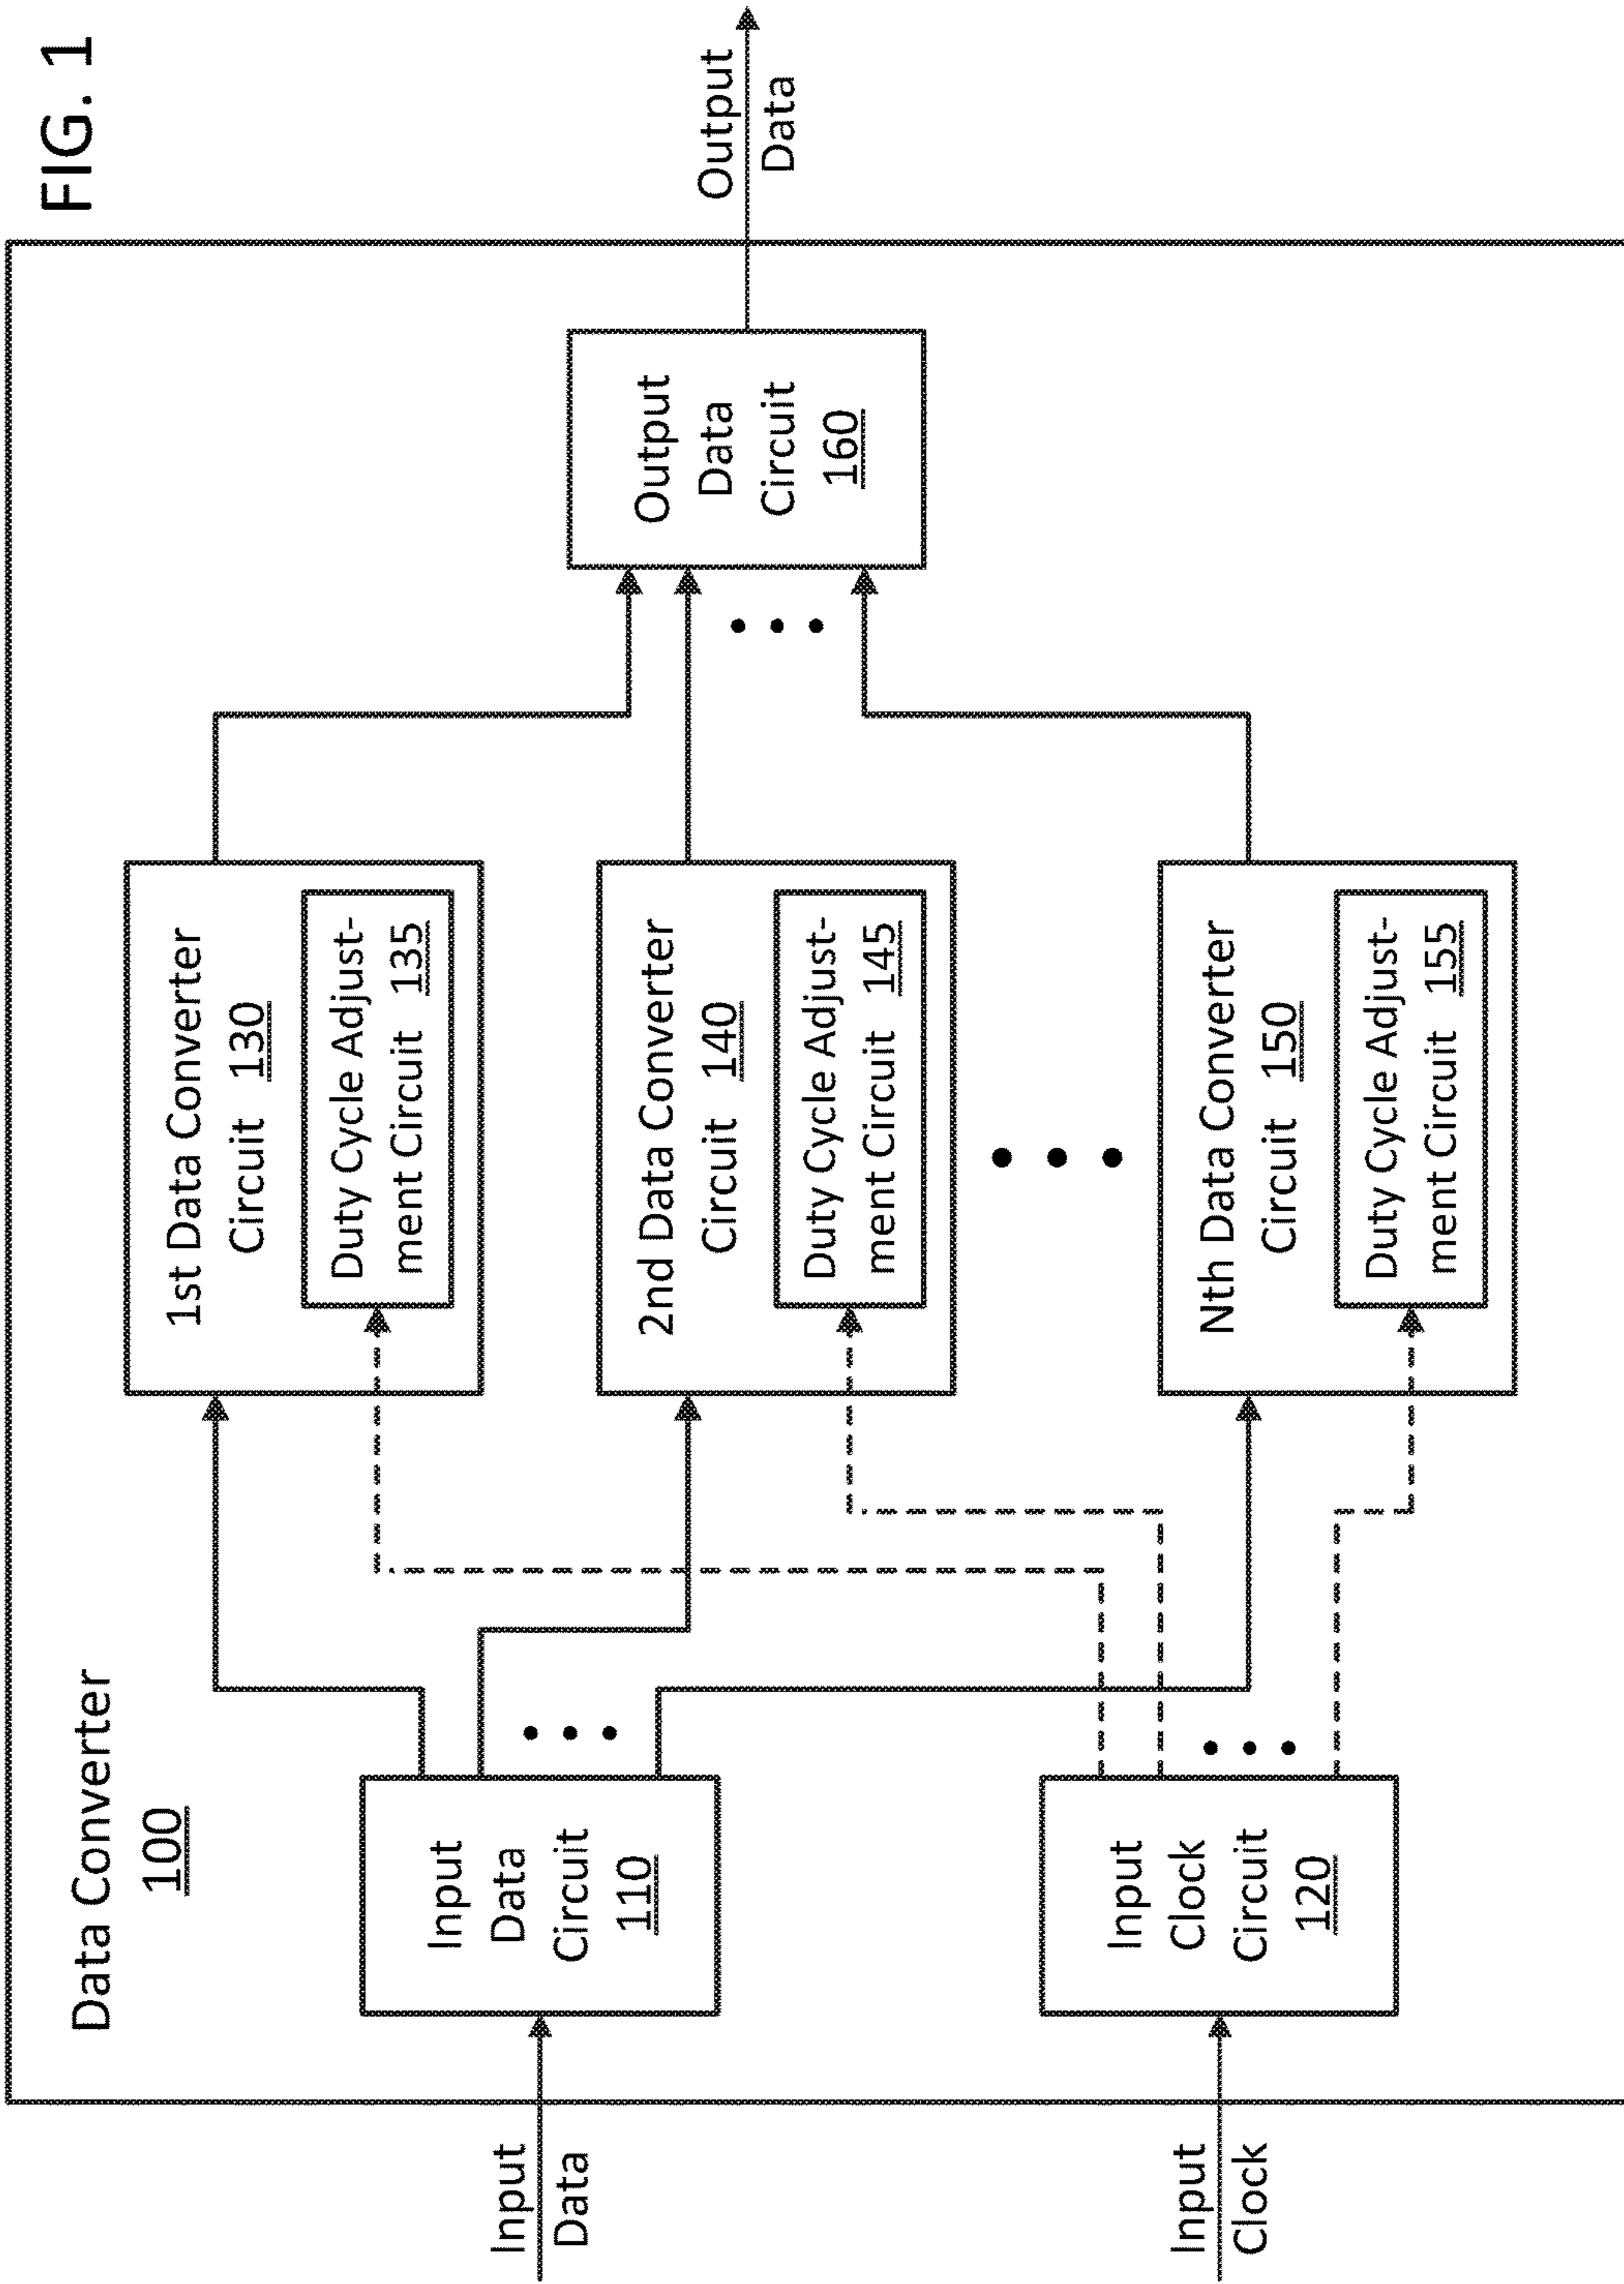 FIG. 1
Data Converter
100
Input
Data
Input
Clock
Input
Data
Circuit
110
Input
Clock
Circuit
120
1st Data Converter
Circuit 130
Duty Cycle Adjust-
ment Circuit 135
2nd Data Converter
Circuit 140
Duty Cycle Adjust-
ment Circuit 145
Nth Data Converter
Circuit 150
Duty Cycle Adjust-
ment Circuit 155
Output
Data
Circuit
160
Output
Data